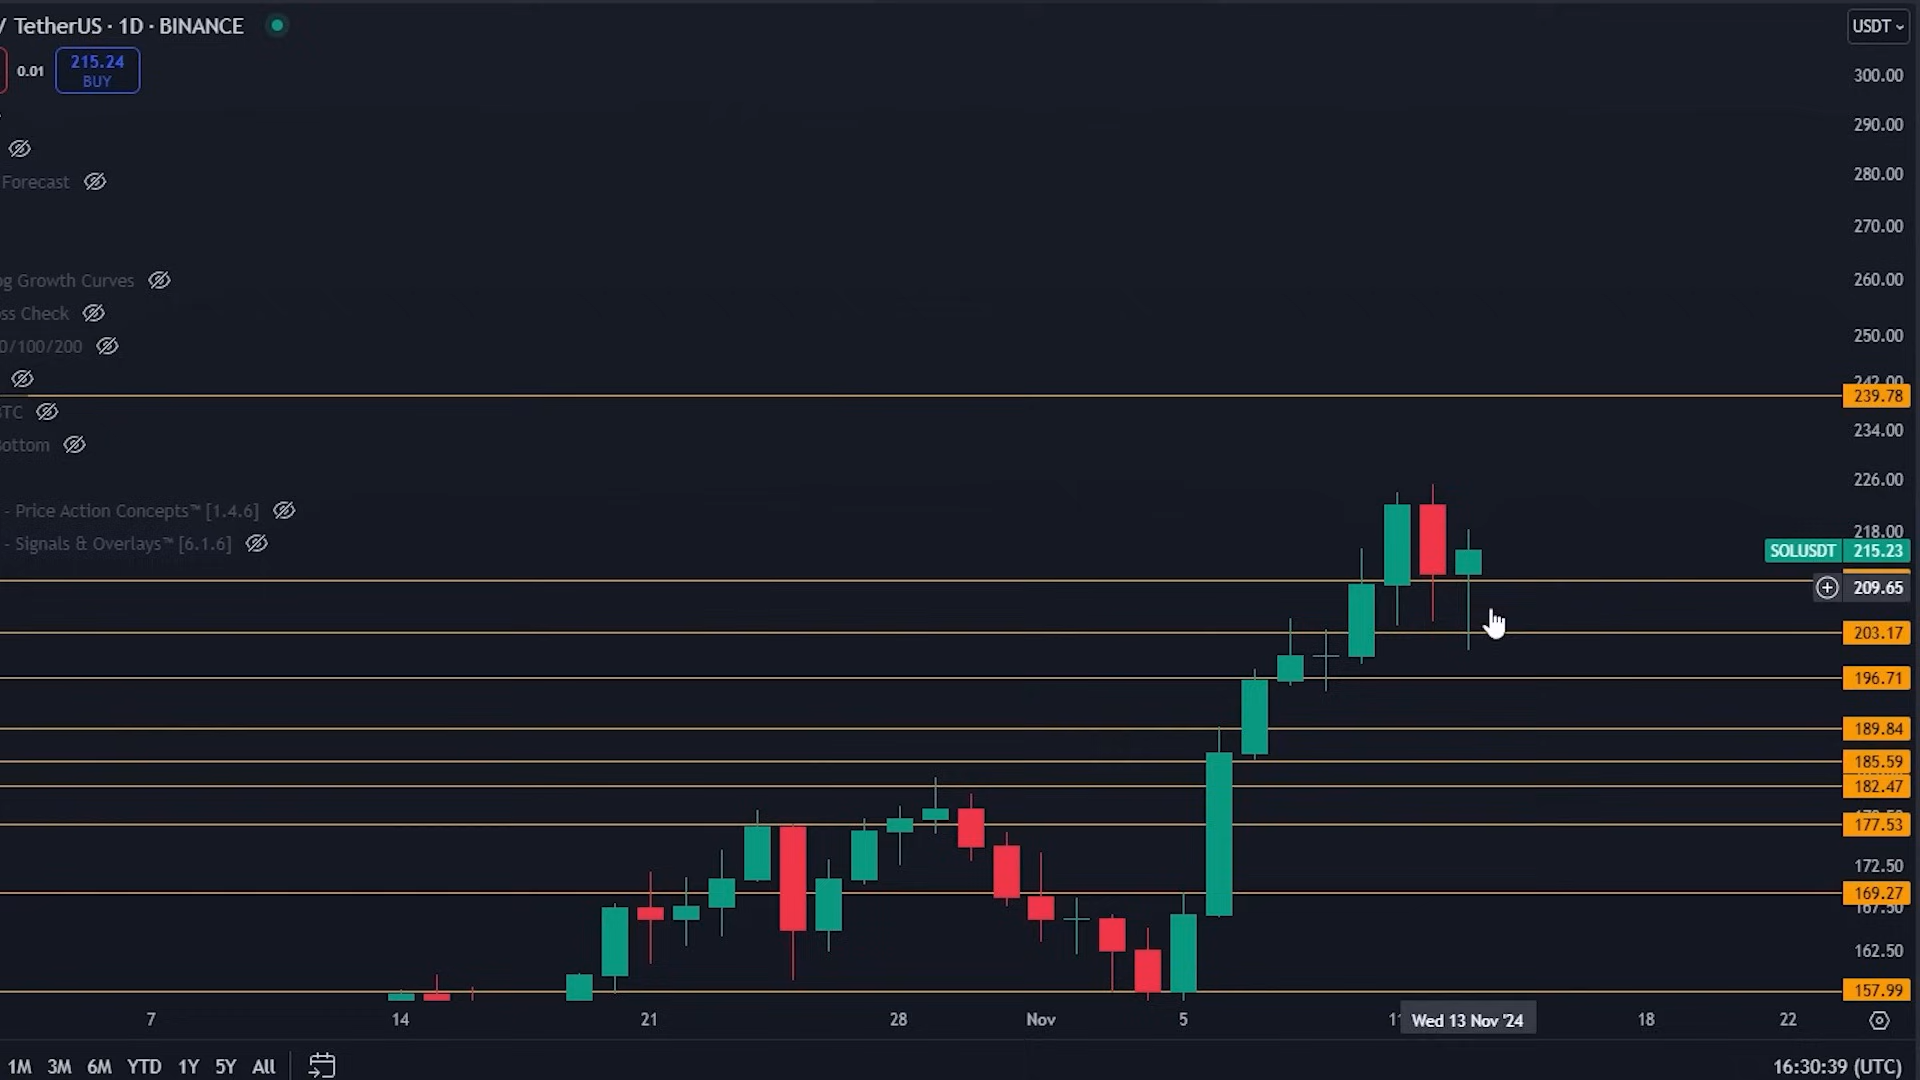 / TetherUS · 1D · BINANCE
USDT
0.01
215.24
BUY
Forecast
Growth Curves
ss Check
0/100/200
TC
ottom
- Price Action Concepts™ [1.4.6]
- Signals & Overlays™ [6.1.6]
300.00
290.00
280.00
270.00
260.00
250.00
242.00
239.78
234.00
226.00
218.00
SOLUSDT 215.23
209.65
203.17
196.71
189.84
185.59
182.47
177.53
172.50
169.27
167.50
162.50
157.99
7 14 21 28 Nov 5 Wed 13 Nov '24 18 22
1M 3M 6M YTD 1Y 5Y All
16:30:39 (UTC)